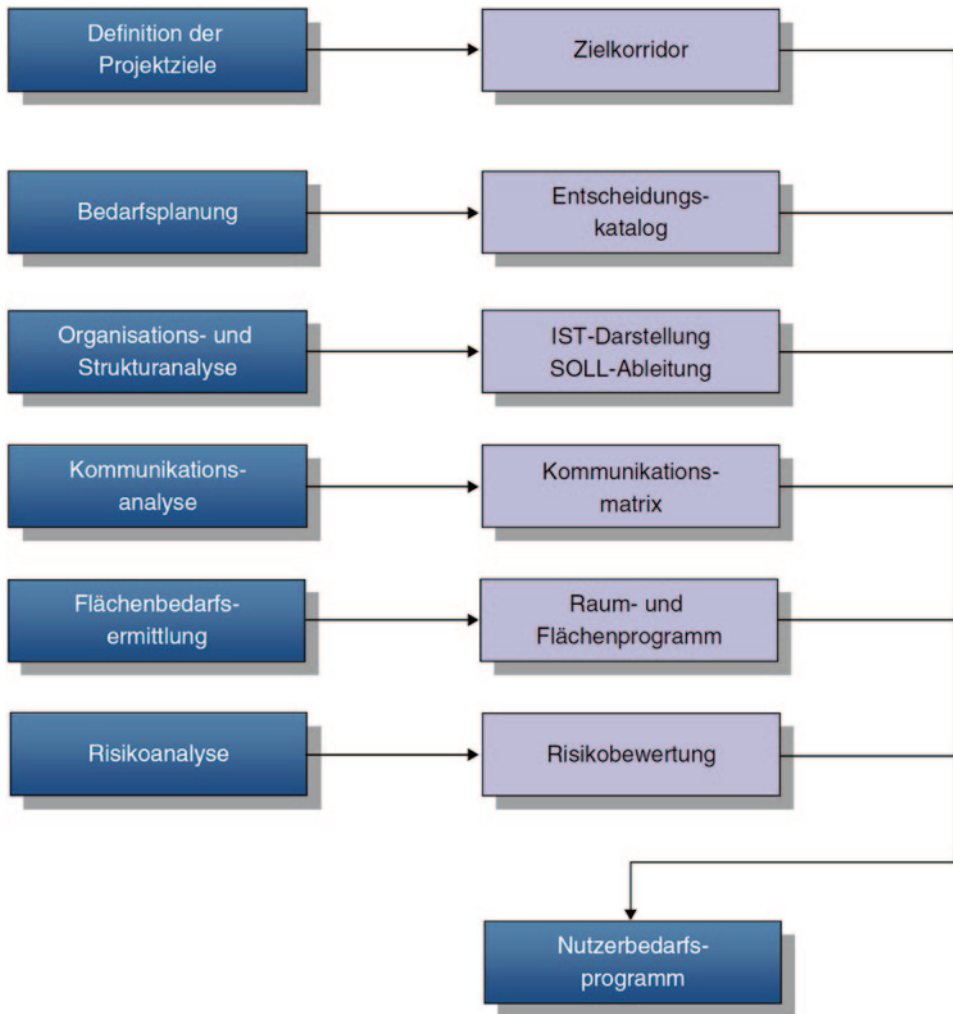 Definition der
Projektziele
Zielkorridor
Bedarfsplanung
Entscheidungs-
katalog
Organisations- und
Strukturanalyse
IST-Darstellung
SOLL-Ableitung
Kommunikations-
analyse
Kommunikations-
matrix
Flächenbedarfs-
ermittlung
Raum- und
Flächenprogramm
Risikoanalyse
Risikobewertung
Nutzerbedarfs-
programm